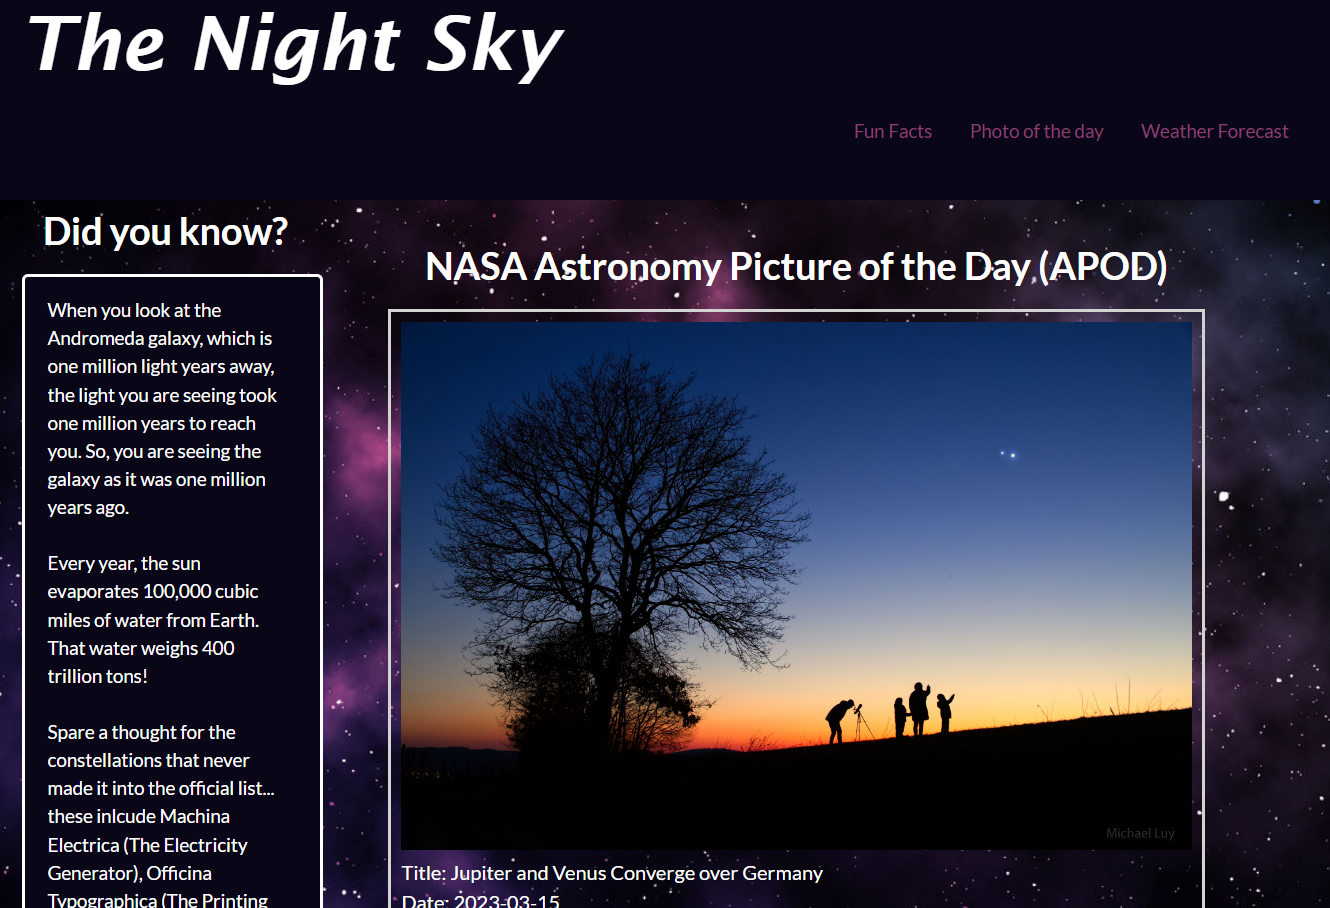 The Night Sky
Fun Facts
Photo of the day
Weather Forecast
Did you know?
When you look at the
Andromeda galaxy, which is
one million light years away,
the light you are seeing took
one million years to reach
you. So, you are seeing the
galaxy as it was one million
years ago.
Every year, the sun
evaporates 100,000 cubic
miles of water from Earth.
That water weighs 400
trillion tons!
Spare a thought for the
constellations that never
made it into the official list...
these inlcude Machina
Electrica (The Electricity
Generator), Officina
Typographica (The Printing
NASA Astronomy Picture of the Day (APOD)
Michael Luy
Title: Jupiter and Venus Converge over Germany
Date: 2023-03-15